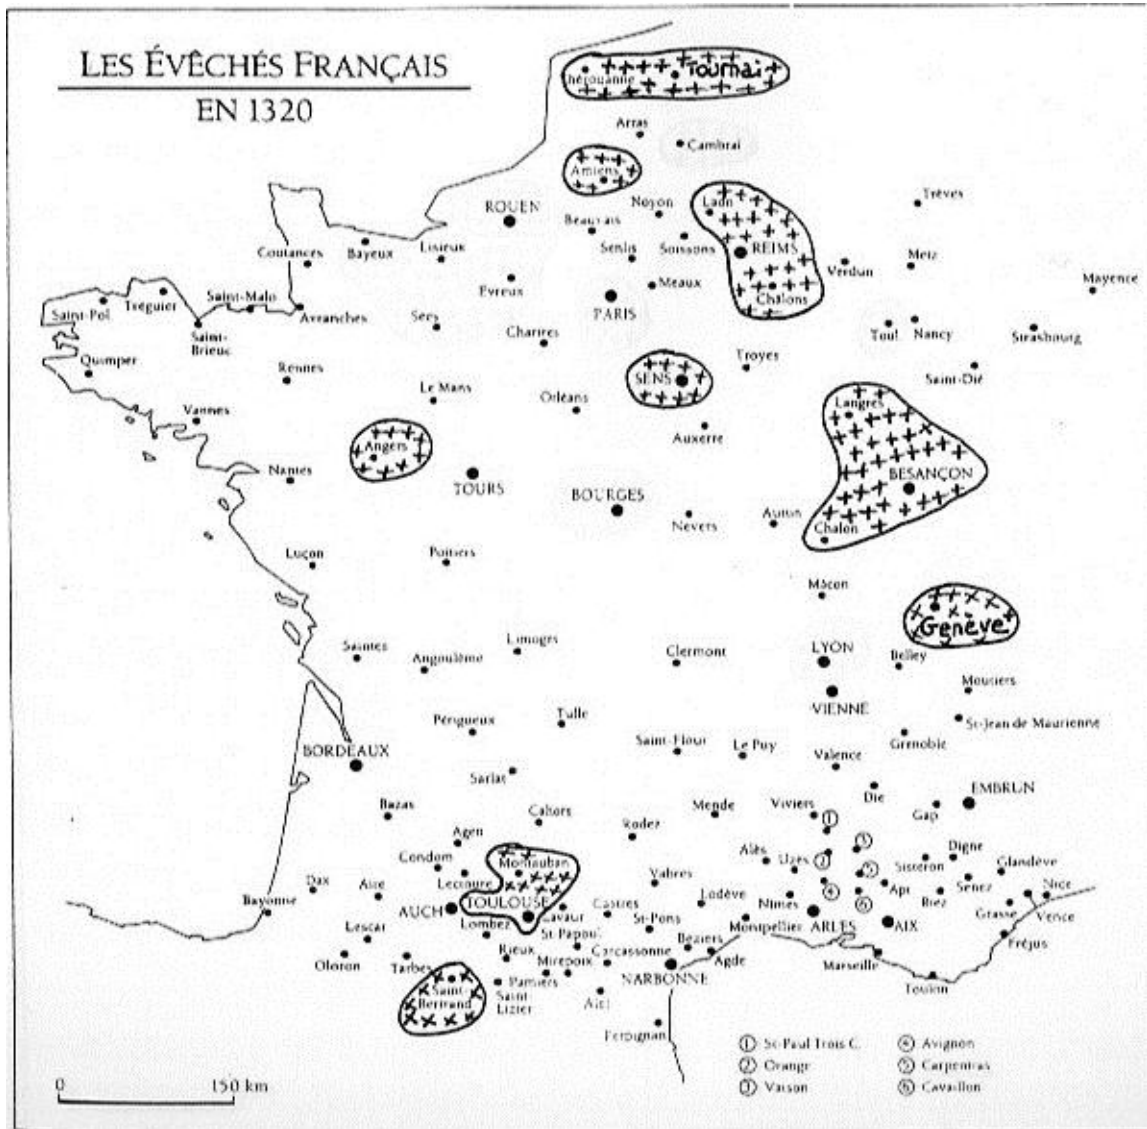 LES ÉVÊCHÉS FRANÇAIS
EN 1320
Thérouanne
Tournai
Arras
Cambrai
Amiens
Noyon
Laon
Trèves
ROUEN
Beauvais
Senlis
Soissons
REIMS
Verdun
Metz
Mayence
Coutances
Bayeux
Lisieux
Evreux
Meaux
Châlons
Saint-Pol
Tréguier
Saint-Malo
Avranches
Sées
PARIS
Chartres
Toul
Nancy
Strasbourg
Saint-
Brieuc
Quimper
Rennes
Troyes
SENS
Saint-Dié
Le Mans
Orléans
Langres
Vannes
Angers
Auxerre
Nantes
TOURS
BOURGES
BESANÇON
Nevers
Autun
Chalon
Luçon
Poitiers
Mâcon
Genève
Saintes
Angoulême
Limoges
Clermont
LYON
Belley
Moutiers
VIENNE
Périgueux
Tulle
St-Jean de Maurienne
BORDEAUX
Saint-Flour
Le Puy
Valence
Grenoble
Sarlat
Die
EMBRUN
Bazas
Cahors
Mende
Viviers
1
Gap
Agen
Rodez
Condom
Montauban
Alès
Uzès
2
3
Sisteron
Digne
Glandève
Dax
Aire
Lectoure
Vabres
Lodève
Nîmes
4
5
6
Apt
Riez
Senez
Nice
Bayonne
AUCH
TOULOUSE
Lavaur
Castres
St-Pons
Montpellier
ARLES
AIX
Grasse
Vence
Fréjus
Lescar
Lombez
St-Papoul
Béziers
Agde
Marseille
Oloron
Tarbes
Rieux
Mirepoix
Carcassonne
NARBONNE
Toulon
Saint-
Bertrand
Pamiers
Saint
Lizier
Alet
Perpignan
1 St-Paul Trois C.
2 Orange
3 Vaison
4 Avignon
5 Carpentras
6 Cavaillon
0 150 km